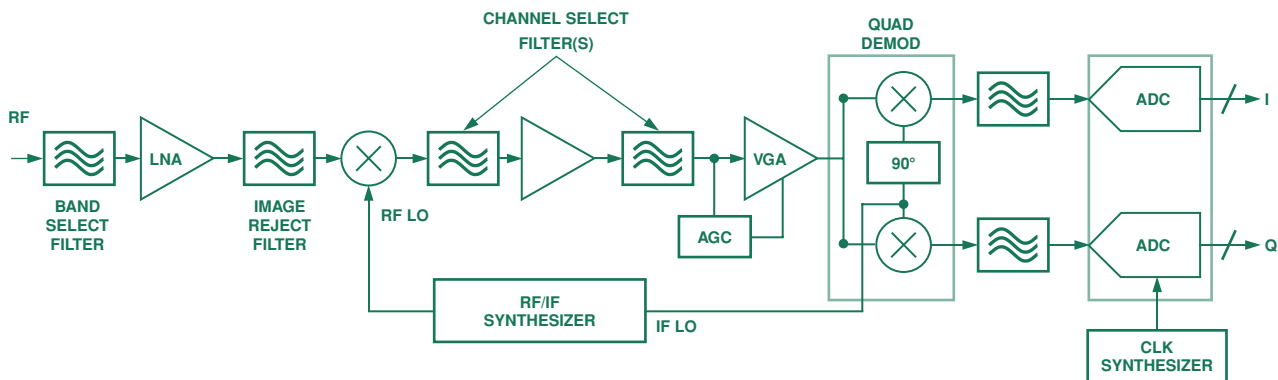 CHANNEL SELECT
FILTER(S)
QUAD
DEMOD
RF
LNA
BAND
SELECT
FILTER
IMAGE
REJECT
FILTER
RF LO
AGC
VGA
90°
ADC
I
ADC
Q
RF/IF
SYNTHESIZER
IF LO
CLK
SYNTHESIZER